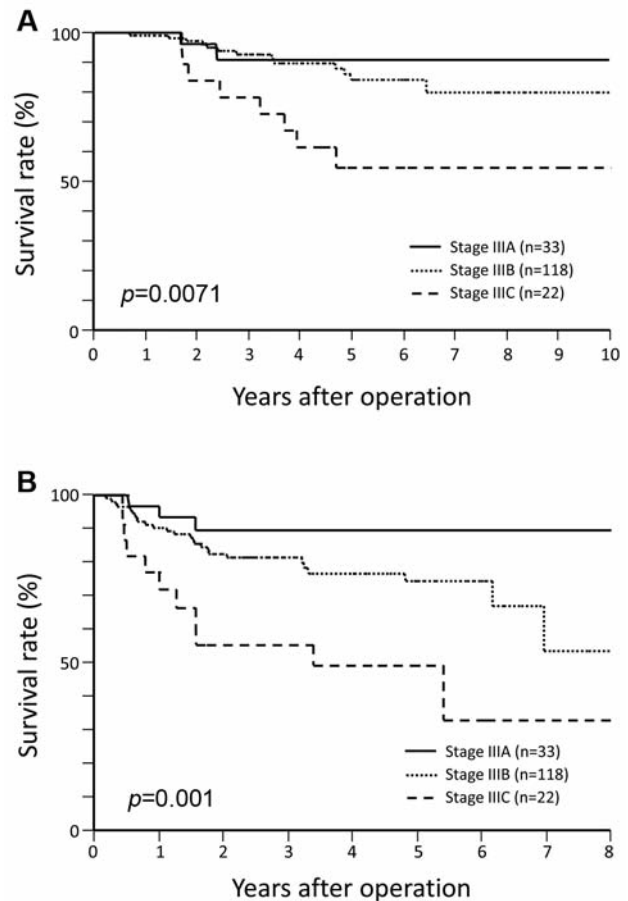 A
Survival rate (%)
100
50
0
Stage IIIA (n=33)
Stage IIIB (n=118)
Stage IIIC (n=22)
p=0.0071
0 1 2 3 4 5 6 7 8 9 10
Years after operation
B
Survival rate (%)
100
50
0
Stage IIIA (n=33)
Stage IIIB (n=118)
Stage IIIC (n=22)
p=0.001
0 1 2 3 4 5 6 7 8
Years after operation